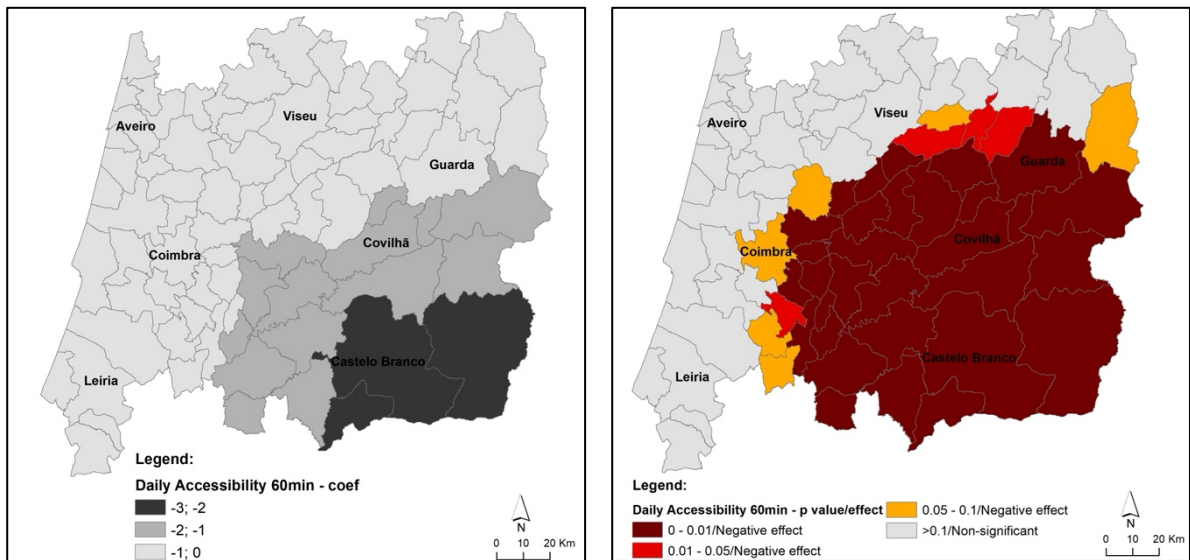 Aveiro
Viseu
Guarda
Covilhã
Coimbra
Castelo Branco
Leiria
Legend:
Daily Accessibility 60min - coef
-3; -2
-2; -1
-1; 0
N
0 10 20 Km
Aveiro
Viseu
Guarda
Covilhã
Coimbra
Castelo Branco
Leiria
Legend:
Daily Accessibility 60min - p value/effect
0 - 0.01/Negative effect
0.01 - 0.05/Negative effect
0.05 - 0.1/Negative effect
>0.1/Non-significant
N
0 10 20 Km